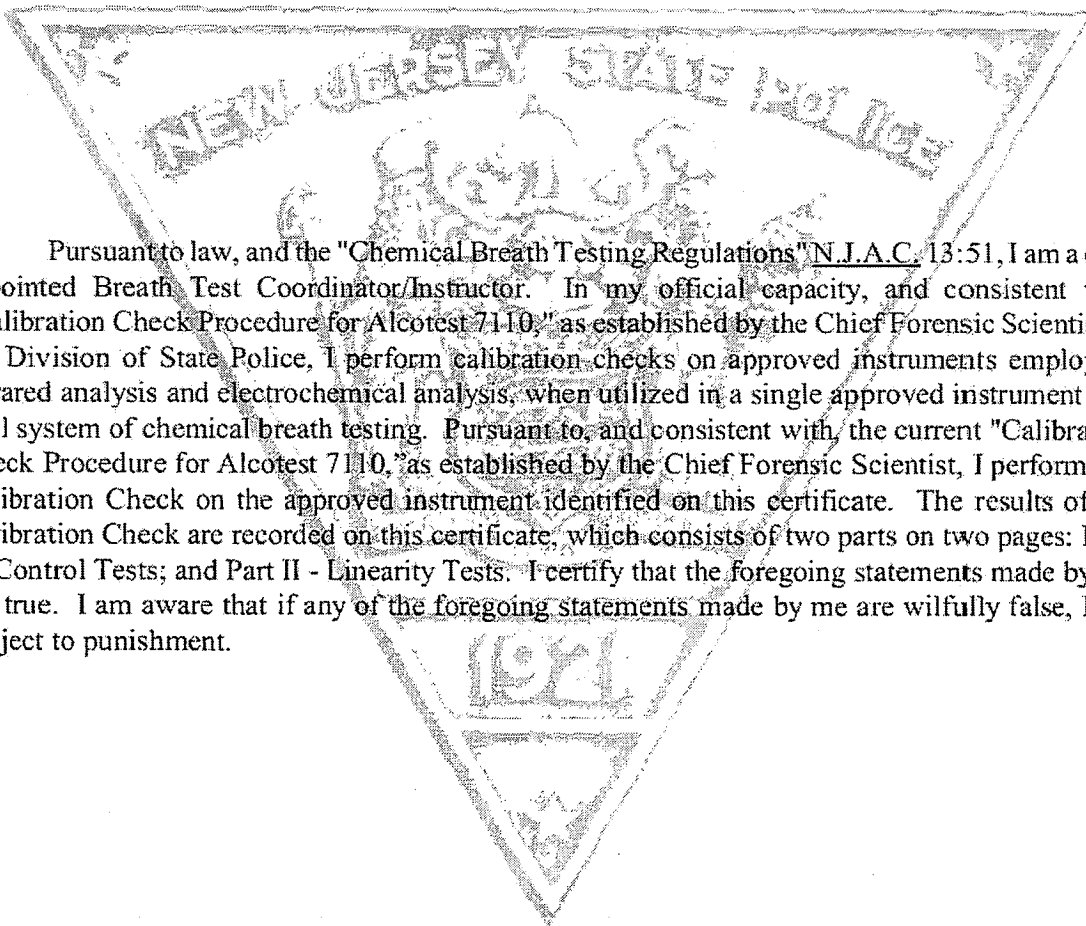 NEW JERSEY STATE POLICE
Pursuant to law, and the "Chemical Breath Testing Regulations" N.J.A.C. 13:51, I am a
ointed Breath Test Coordinator/Instructor. In my official capacity, and consistent
libration Check Procedure for Alcotest 7110," as established by the Chief Forensic Scienti
Division of State Police, I perform calibration checks on approved instruments employ
ared analysis and electrochemical analysis, when utilized in a single approved instrument
l system of chemical breath testing. Pursuant to, and consistent with, the current "Calibra
eck Procedure for Alcotest 7110," as established by the Chief Forensic Scientist, I perform
ibration Check on the approved instrument identified on this certificate. The results of
ibration Check are recorded on this certificate, which consists of two parts on two pages:
Control Tests; and Part II - Linearity Tests. I certify that the foregoing statements made by
true. I am aware that if any of the foregoing statements made by me are wilfully false, I
ject to punishment.
1921